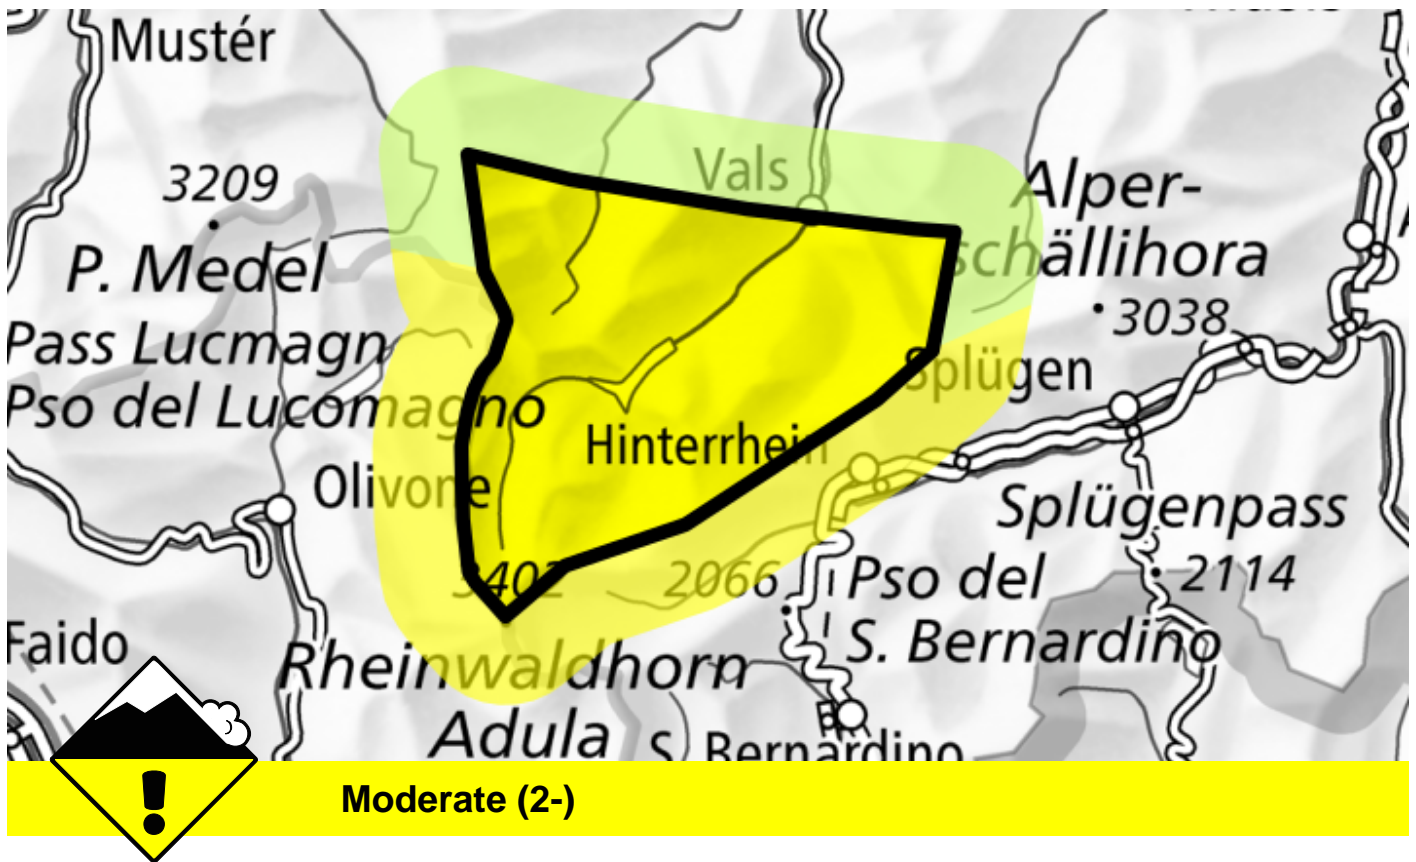 Mustér
Vals
3209
Alper-
P. Medel
schällihora
3038
Pass Lucmagn
Splügen
Pso del Lucomagno
Hinterrhein
Olivone
Splügenpass
3402
2066
Pso del
2114
Faido
S. Bernardino
Rheinwaldhorn
Adula
S. Bernardino
Moderate (2-)